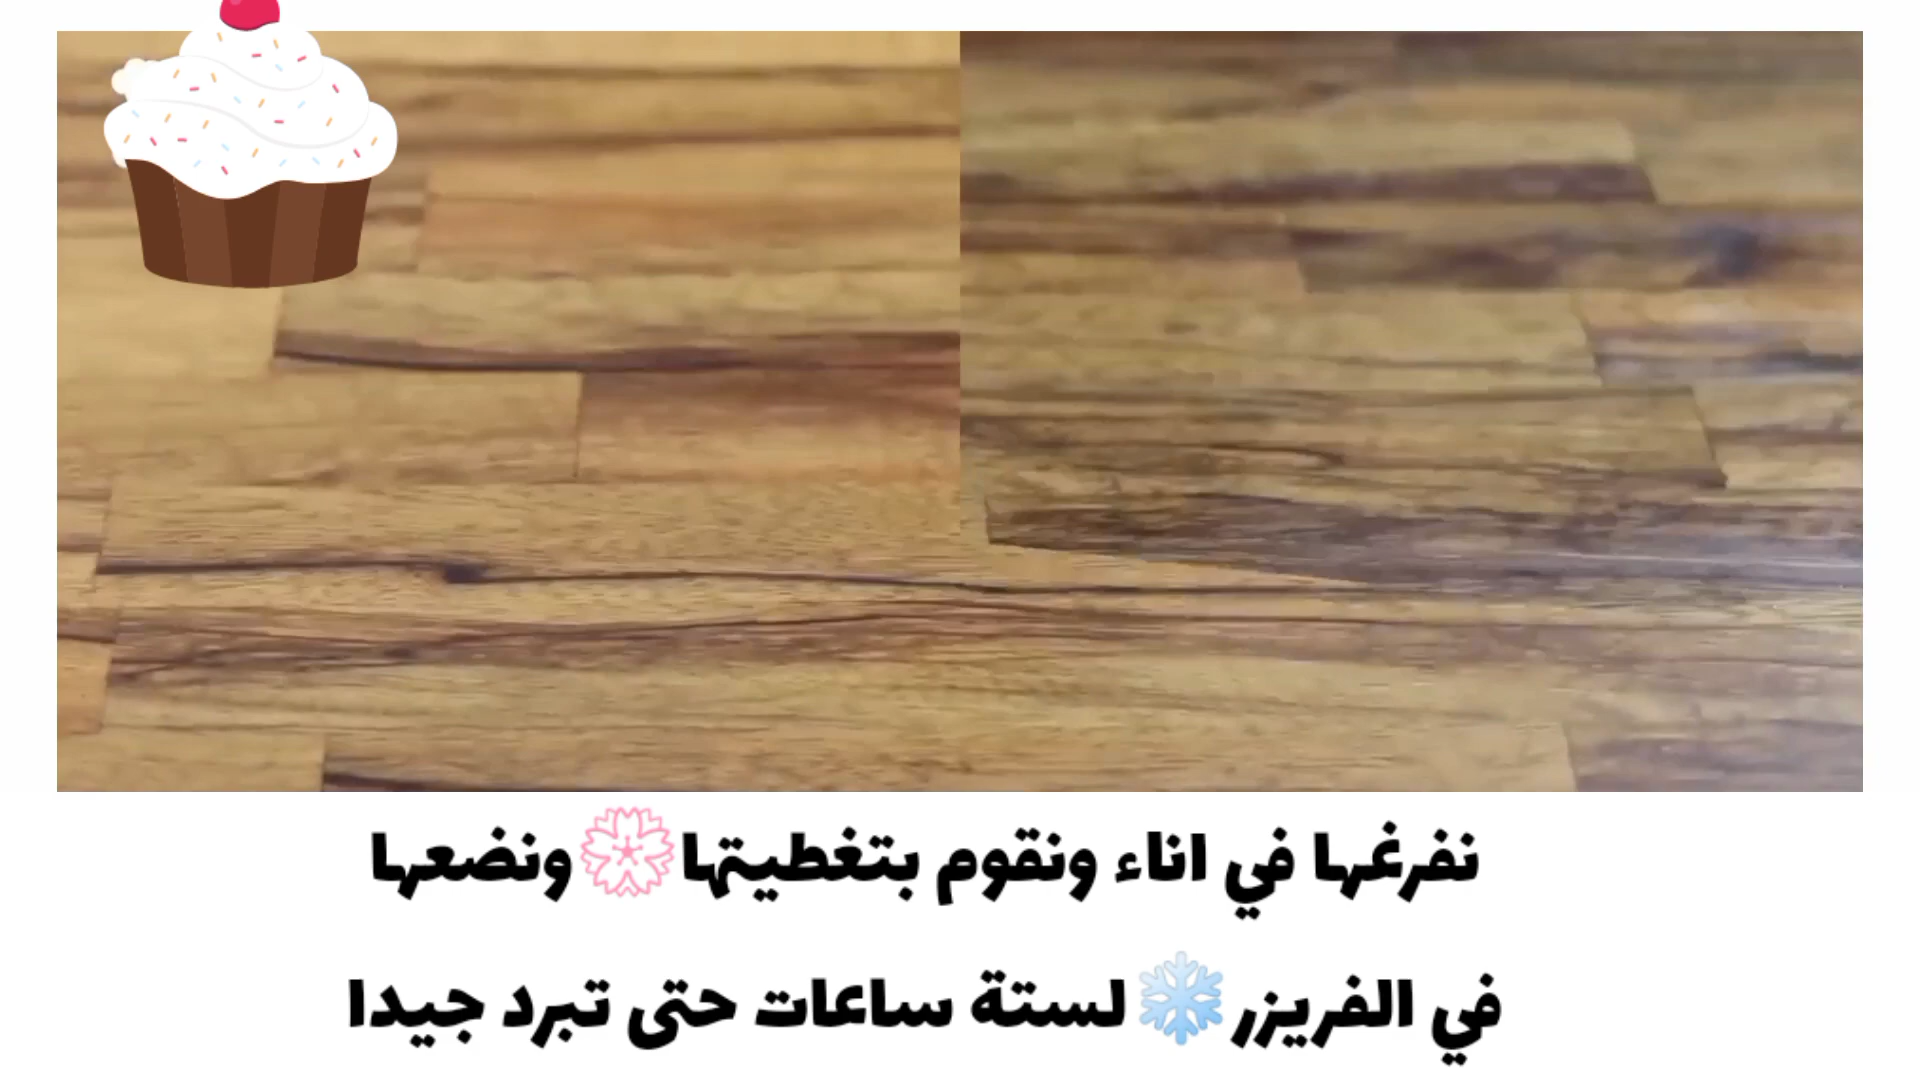 نفرغها في اناء ونقوم بتغطيتها🌸ونضعها
في الفريزر❄️لستة ساعات حتى تبرد جيدا